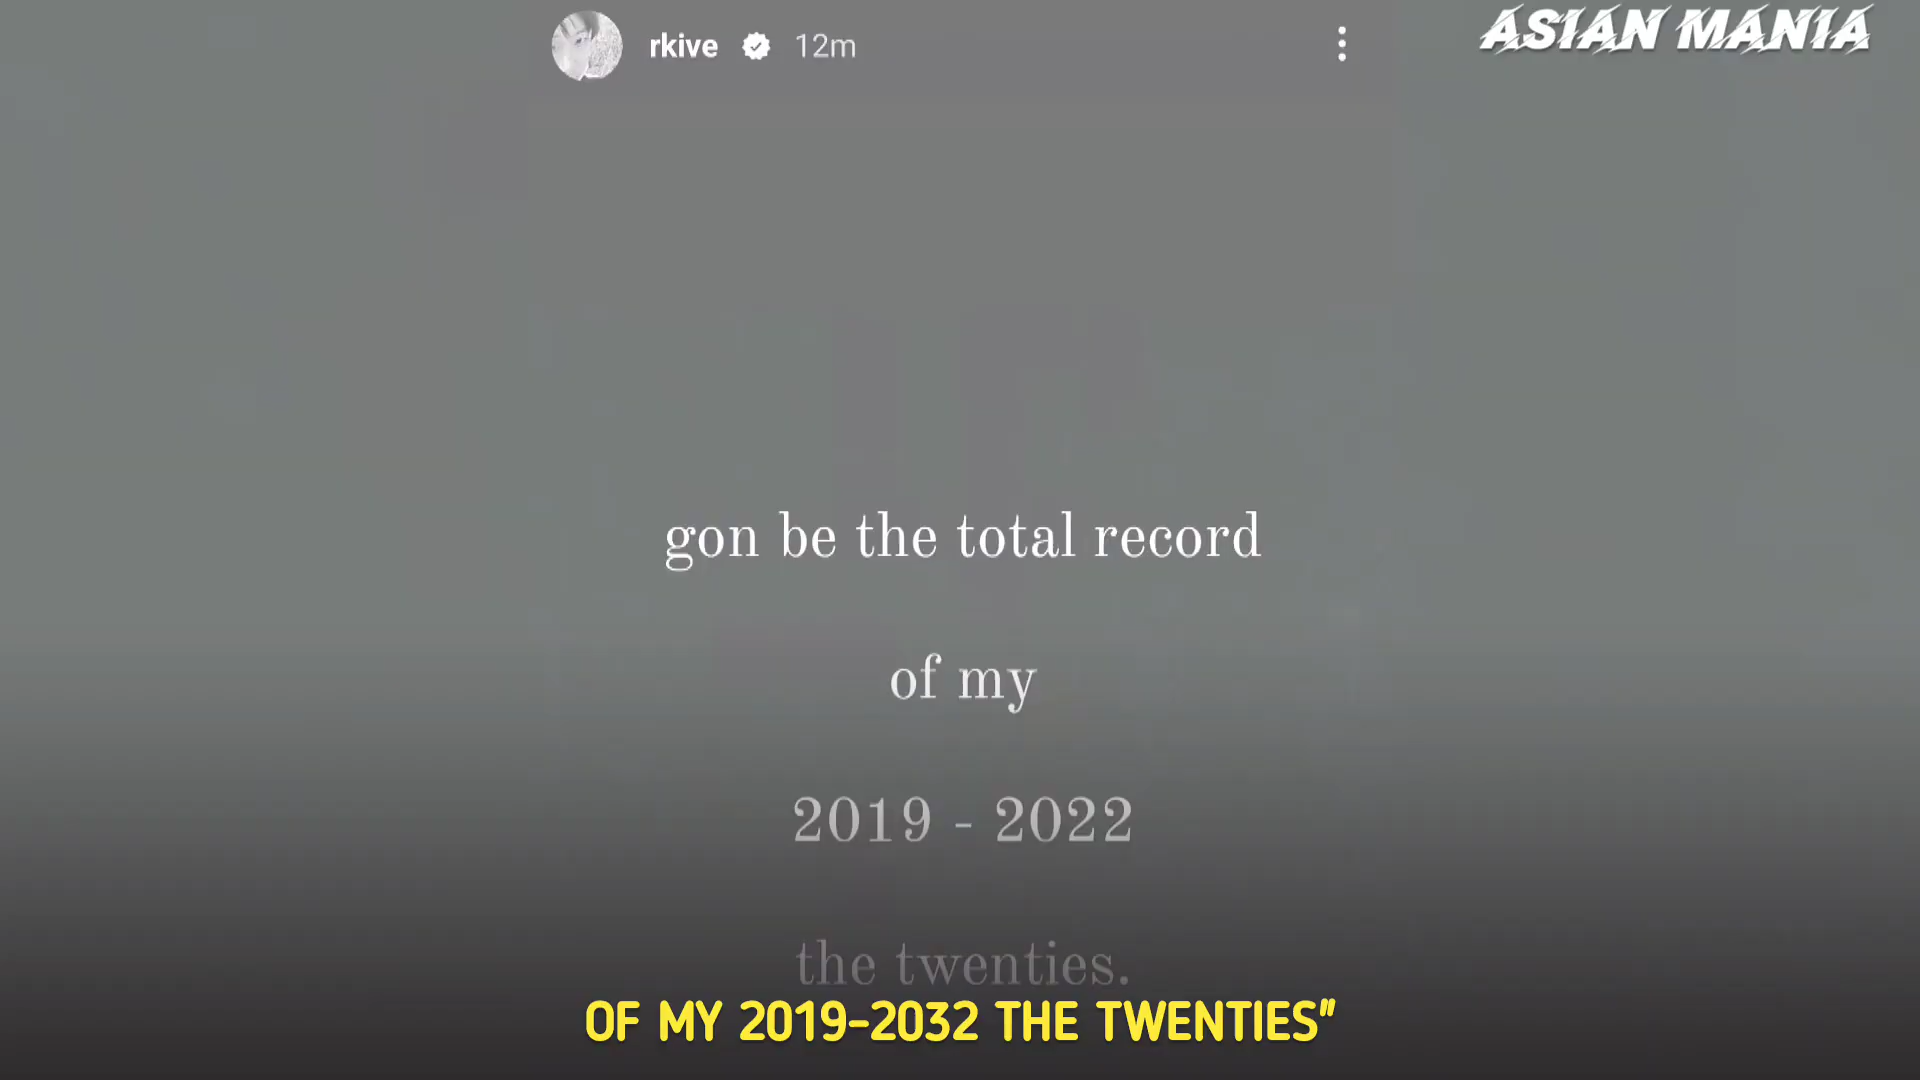 rkive 12m
ASIAN MANIA
gon be the total record
of my
2019 - 2022
the twenties.
OF MY 2019-2032 THE TWENTIES"